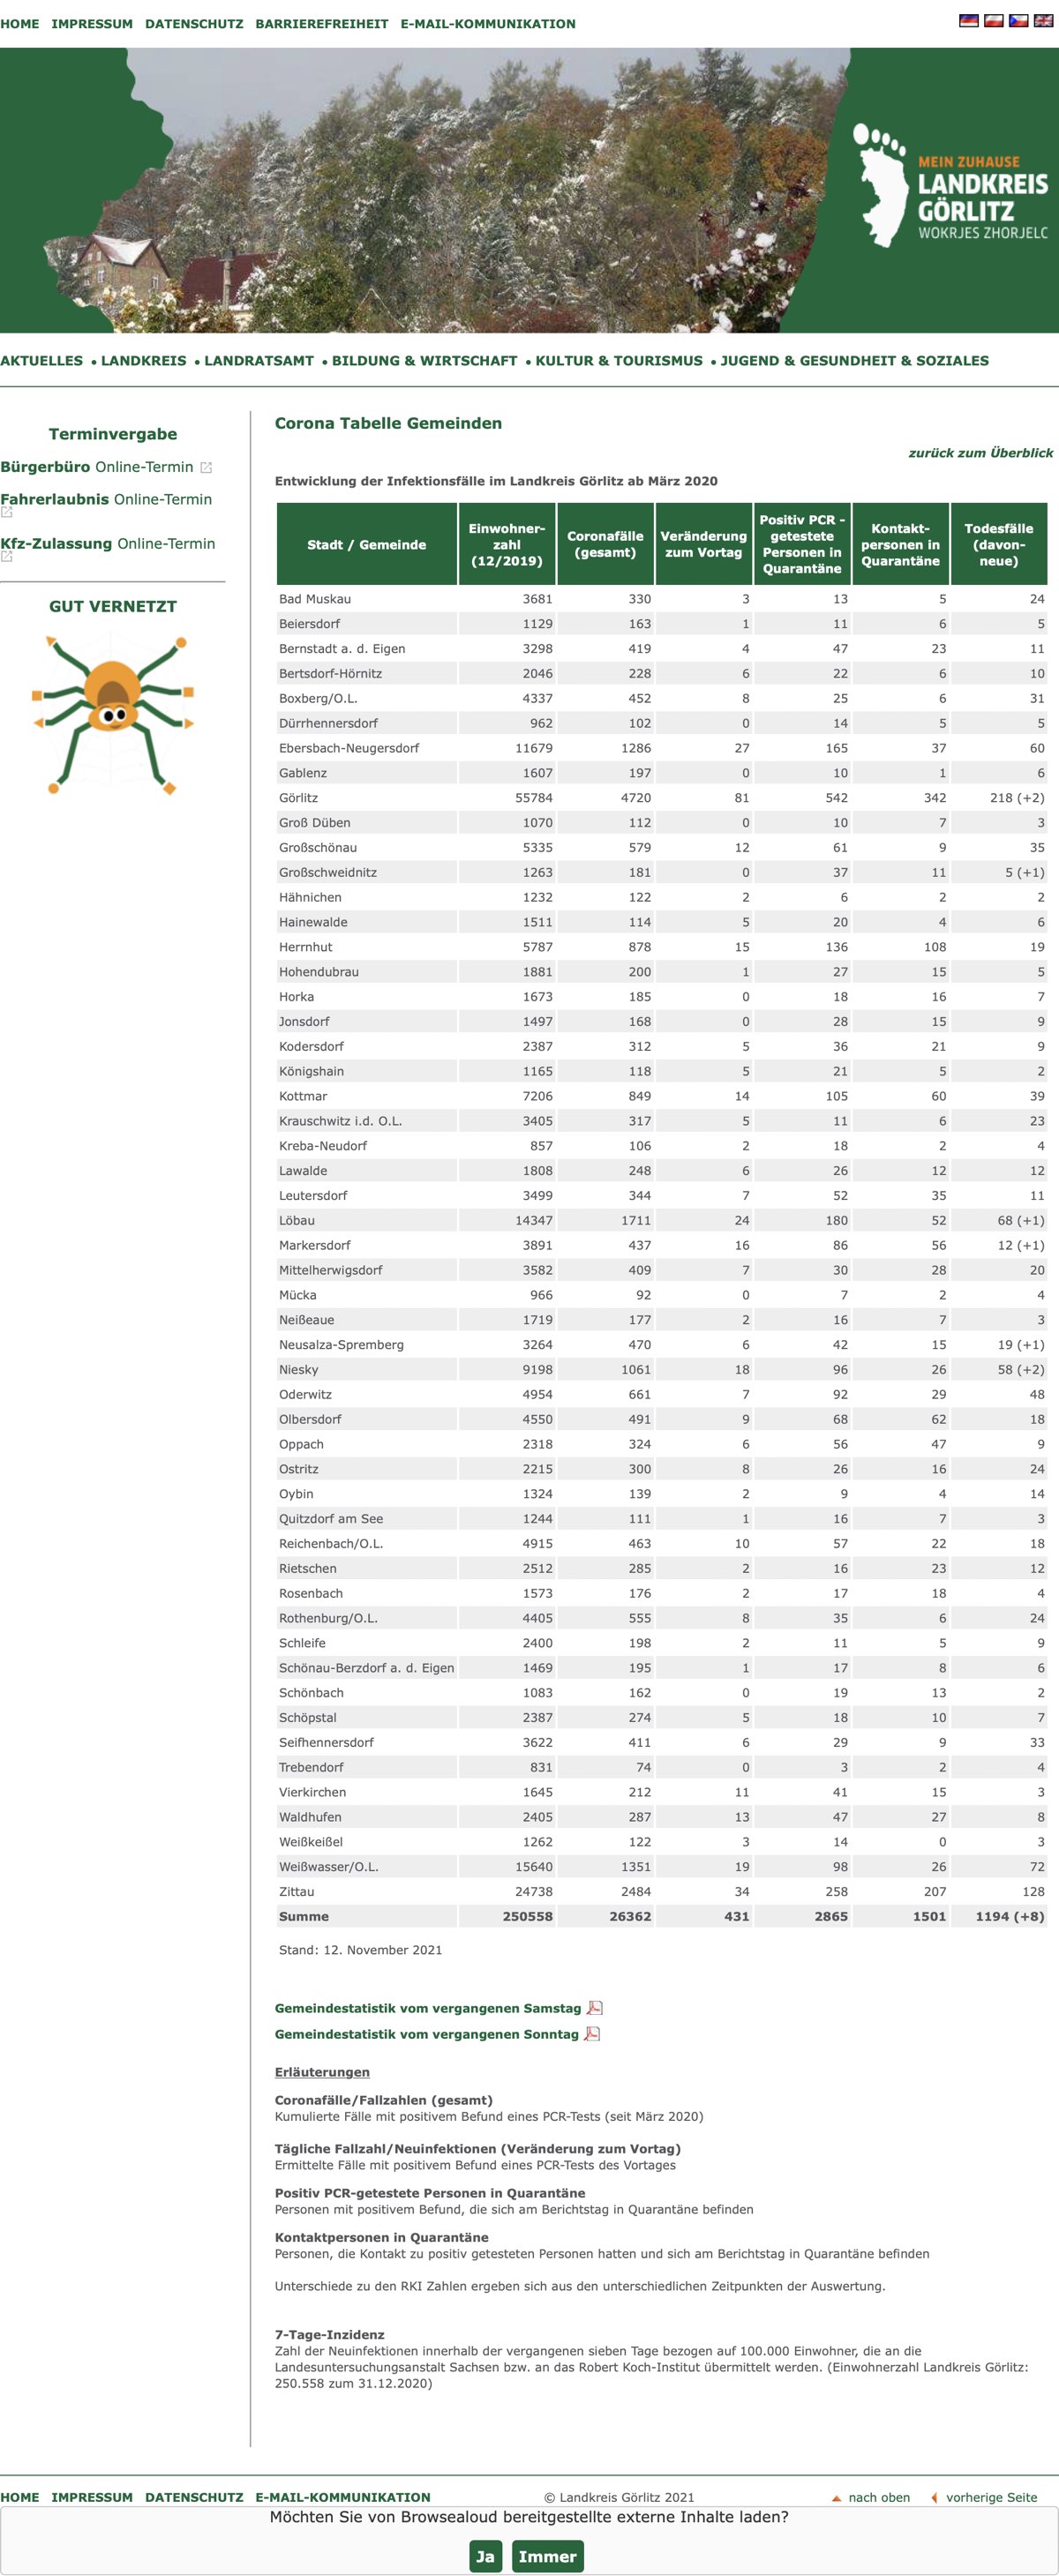 HOME IMPRESSUM DATENSCHUTZ BARRIEREFREIHEIT E-MAIL-KOMMUNIKATION
MEIN ZUHAUSE
LANDKREIS
GÖRLITZ
WOKRJES ZHORJELC
AKTUELLES • LANDKREIS • LANDRATSAMT • BILDUNG & WIRTSCHAFT • KULTUR & TOURISMUS • JUGEND & GESUNDHEIT & SOZIALES
Terminvergabe
Bürgerbüro Online-Termin
Fahrerlaubnis Online-Termin
Kfz-Zulassung Online-Termin
GUT VERNETZT
Corona Tabelle Gemeinden
zurück zum Überblick
Entwicklung der Infektionsfälle im Landkreis Görlitz ab März 2020
Stadt / Gemeinde
Einwohner-
zahl
(12/2019)
Coronafälle
(gesamt)
Veränderung
zum Vortag
Positiv PCR -
getestete
Personen in
Quarantäne
Kontakt-
personen in
Quarantäne
Todesfälle
(davon-
neue)
Bad Muskau 3681 330 3 13 5 24
Beiersdorf 1129 163 1 11 6 5
Bernstadt a. d. Eigen 3298 419 4 47 23 11
Bertsdorf-Hörnitz 2046 228 6 22 6 10
Boxberg/O.L. 4337 452 8 25 6 31
Dürrhennersdorf 962 102 0 14 5 5
Ebersbach-Neugersdorf 11679 1286 27 165 37 60
Gablenz 1607 197 0 10 1 6
Görlitz 55784 4720 81 542 342 218 (+2)
Groß Düben 1070 112 0 10 7 3
Großschönau 5335 579 12 61 9 35
Großschweidnitz 1263 181 0 37 11 5 (+1)
Hähnichen 1232 122 2 6 2 2
Hainewalde 1511 114 5 20 4 6
Herrnhut 5787 878 15 136 108 19
Hohendubrau 1881 200 1 27 15 5
Horka 1673 185 0 18 16 7
Jonsdorf 1497 168 0 28 15 9
Kodersdorf 2387 312 5 36 21 9
Königshain 1165 118 5 21 5 2
Kottmar 7206 849 14 105 60 39
Krauschwitz i.d. O.L. 3405 317 5 11 6 23
Kreba-Neudorf 857 106 2 18 2 4
Lawalde 1808 248 6 26 12 12
Leutersdorf 3499 344 7 52 35 11
Löbau 14347 1711 24 180 52 68 (+1)
Markersdorf 3891 437 16 86 56 12 (+1)
Mittelherwigsdorf 3582 409 7 30 28 20
Mücka 966 92 0 7 2 4
Neißeaue 1719 177 2 16 7 3
Neusalza-Spremberg 3264 470 6 42 15 19 (+1)
Niesky 9198 1061 18 96 26 58 (+2)
Oderwitz 4954 661 7 92 29 48
Olbersdorf 4550 491 9 68 62 18
Oppach 2318 324 6 56 47 9
Ostritz 2215 300 8 26 16 24
Oybin 1324 139 2 9 4 14
Quitzdorf am See 1244 111 1 16 7 3
Reichenbach/O.L. 4915 463 10 57 22 18
Rietschen 2512 285 2 16 23 12
Rosenbach 1573 176 2 17 18 4
Rothenburg/O.L. 4405 555 8 35 6 24
Schleife 2400 198 2 11 5 9
Schönau-Berzdorf a. d. Eigen 1469 195 1 17 8 6
Schönbach 1083 162 0 19 13 2
Schöpstal 2387 274 5 18 10 7
Seifhennersdorf 3622 411 6 29 9 33
Trebendorf 831 74 0 3 2 4
Vierkirchen 1645 212 11 41 15 3
Waldhufen 2405 287 13 47 27 8
Weißkeißel 1262 122 3 14 0 3
Weißwasser/O.L. 15640 1351 19 98 26 72
Zittau 24738 2484 34 258 207 128
Summe 250558 26362 431 2865 1501 1194 (+8)
Stand: 12. November 2021
Gemeindestatistik vom vergangenen Samstag
Gemeindestatistik vom vergangenen Sonntag
Erläuterungen
Coronafälle/Fallzahlen (gesamt)
Kumulierte Fälle mit positivem Befund eines PCR-Tests (seit März 2020)
Tägliche Fallzahl/Neuinfektionen (Veränderung zum Vortag)
Ermittelte Fälle mit positivem Befund eines PCR-Tests des Vortages
Positiv PCR-getestete Personen in Quarantäne
Personen mit positivem Befund, die sich am Berichtstag in Quarantäne befinden
Kontaktpersonen in Quarantäne
Personen, die Kontakt zu positiv getesteten Personen hatten und sich am Berichtstag in Quarantäne befinden
Unterschiede zu den RKI Zahlen ergeben sich aus den unterschiedlichen Zeitpunkten der Auswertung.
7-Tage-Inzidenz
Zahl der Neuinfektionen innerhalb der vergangenen sieben Tage bezogen auf 100.000 Einwohner, die an die
Landesuntersuchungsanstalt Sachsen bzw. an das Robert Koch-Institut übermittelt werden. (Einwohnerzahl Landkreis Görlitz:
250.558 zum 31.12.2020)
HOME IMPRESSUM DATENSCHUTZ E-MAIL-KOMMUNIKATION © Landkreis Görlitz 2021 nach oben vorherige Seite
Möchten Sie von Browsealoud bereitgestellte externe Inhalte laden?
Ja Immer